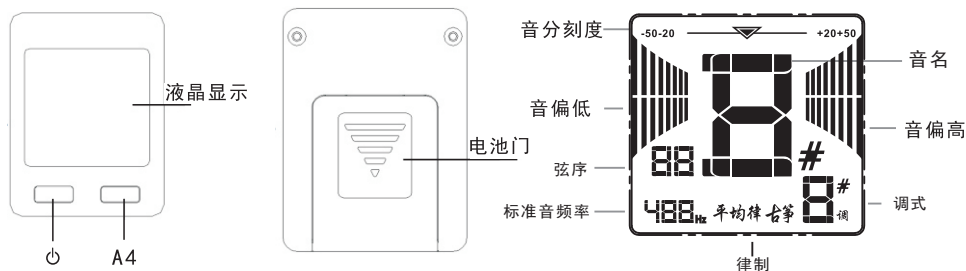 液晶显示
⏻
A4
电池门
音分刻度
-50-20
+20+50
音名
音偏低
音偏高
弦序
88
8
#
标准音频率
488Hz
平均律 古筝
8#
调
调式
律制